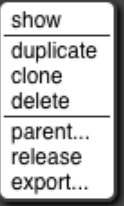 show
duplicate
clone
delete
parent...
release
export...